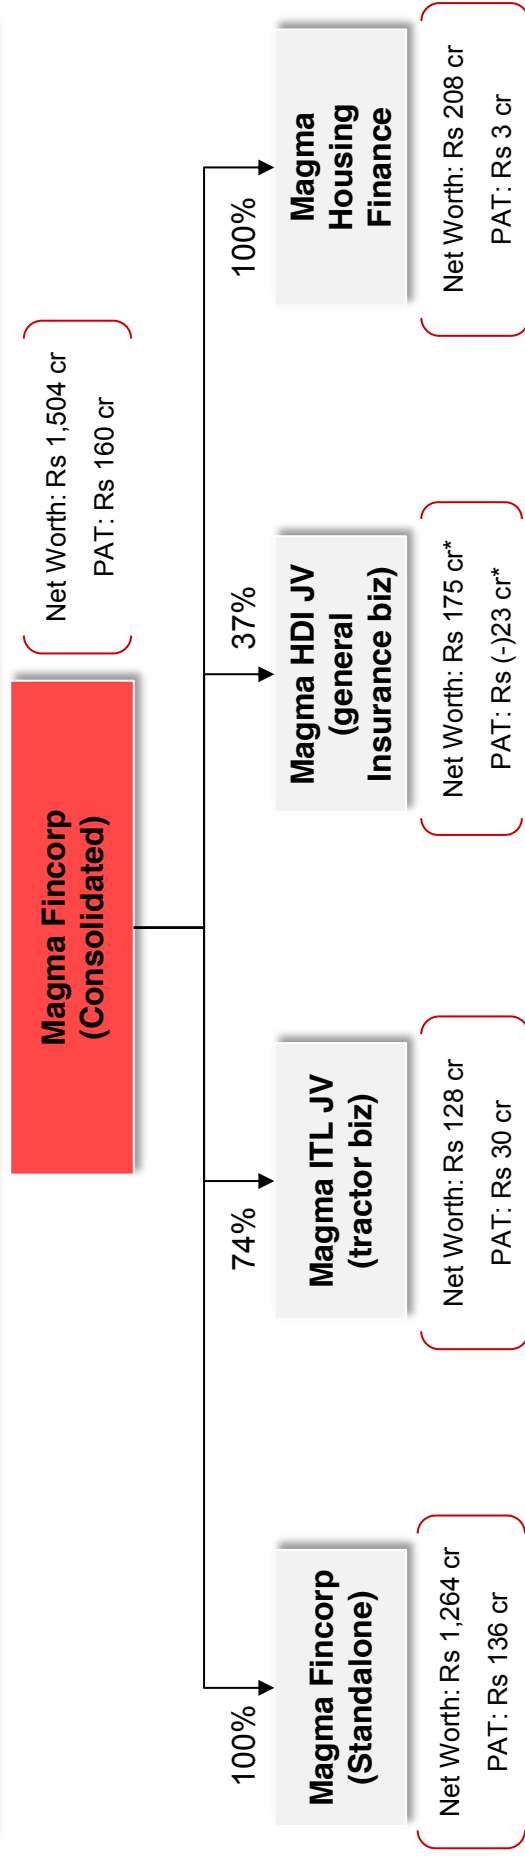 Magma Fincorp
(Consolidated)
Net Worth: Rs 1,504 cr
PAT: Rs 160 cr
100%
74%
37%
100%
Magma Fincorp
(Standalone)
Magma ITL JV
(tractor biz)
Magma HDI JV
(general
Insurance biz)
Magma
Housing
Finance
Net Worth: Rs 1,264 cr
PAT: Rs 136 cr
Net Worth: Rs 128 cr
PAT: Rs 30 cr
Net Worth: Rs 175 cr*
PAT: Rs (-)23 cr*
Net Worth: Rs 208 cr
PAT: Rs 3 cr